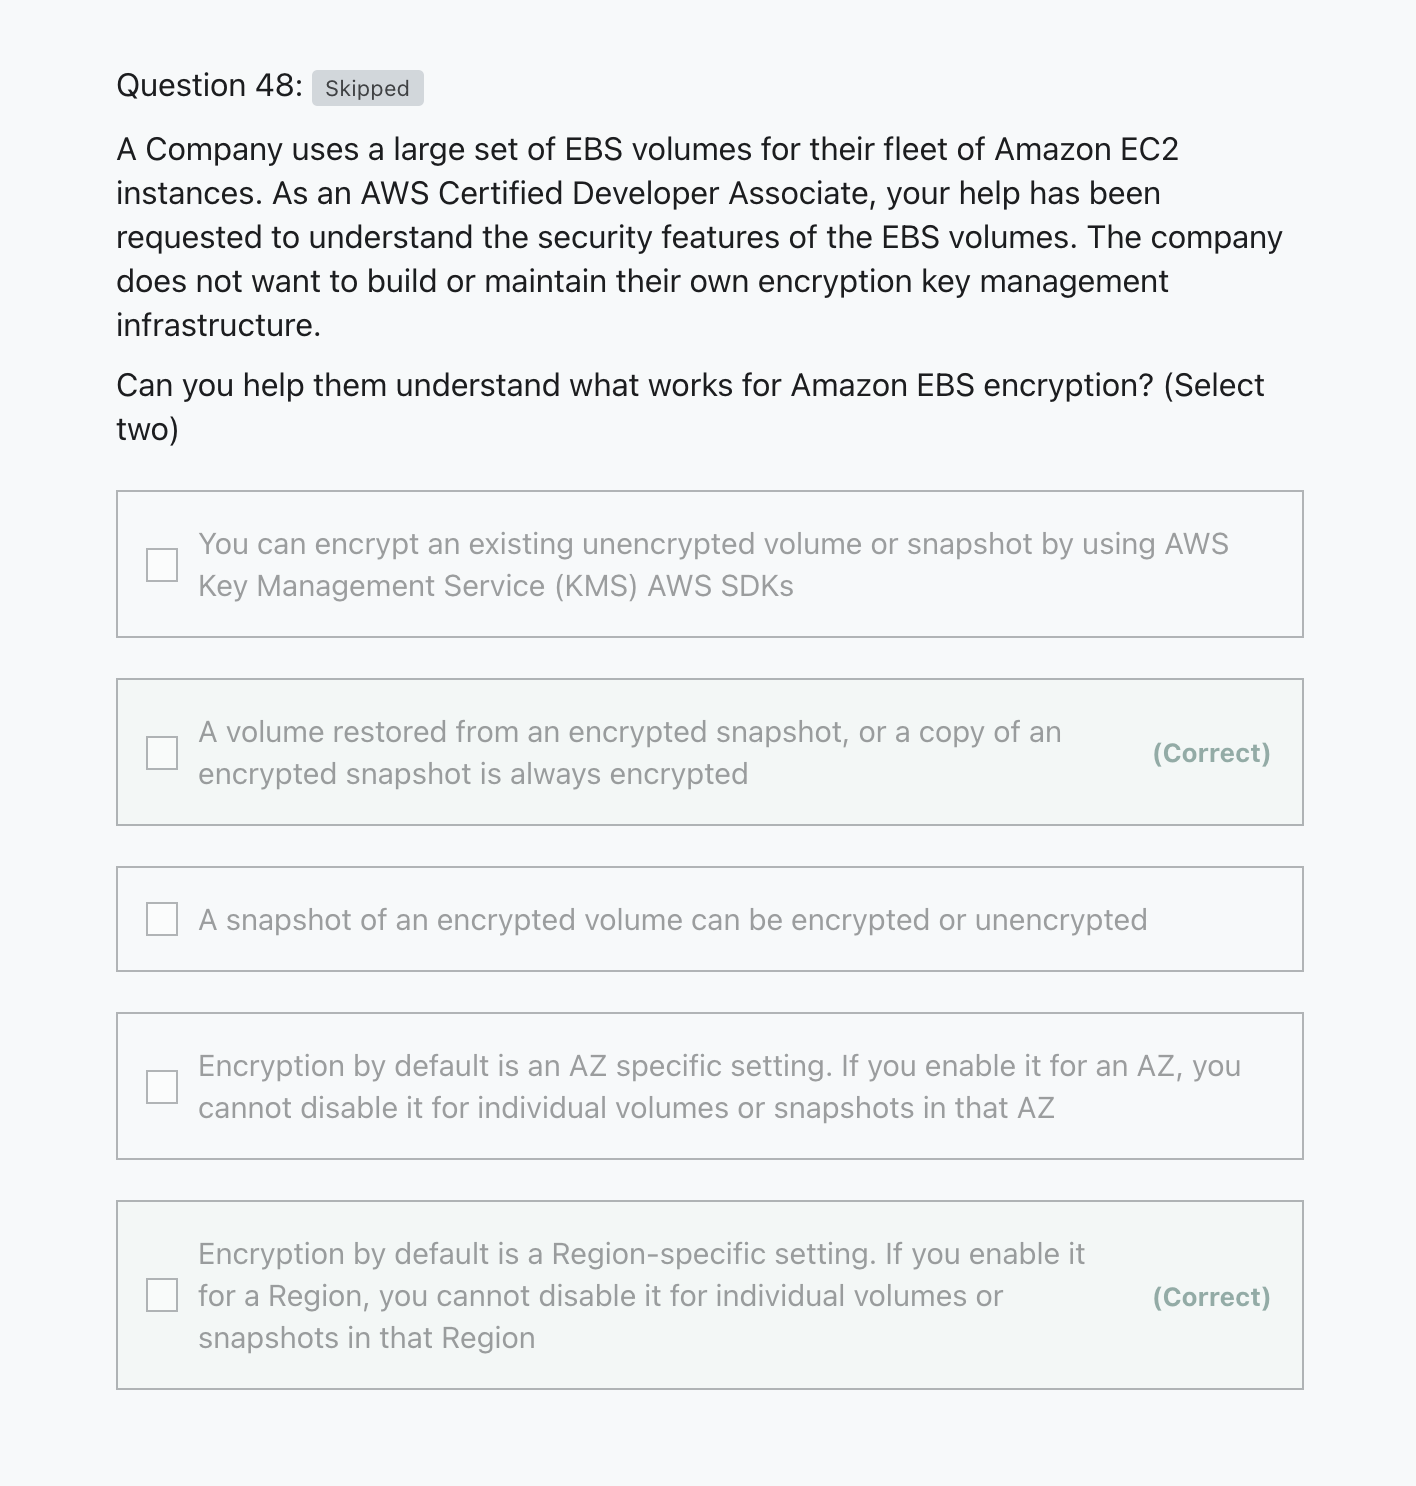 Question 48: Skipped
A Company uses a large set of EBS volumes for their fleet of Amazon EC2
instances. As an AWS Certified Developer Associate, your help has been
requested to understand the security features of the EBS volumes. The company
does not want to build or maintain their own encryption key management
infrastructure.
Can you help them understand what works for Amazon EBS encryption? (Select
two)
You can encrypt an existing unencrypted volume or snapshot by using AWS
Key Management Service (KMS) AWS SDKs
A volume restored from an encrypted snapshot, or a copy of an
encrypted snapshot is always encrypted
(Correct)
A snapshot of an encrypted volume can be encrypted or unencrypted
Encryption by default is an AZ specific setting. If you enable it for an AZ, you
cannot disable it for individual volumes or snapshots in that AZ
Encryption by default is a Region-specific setting. If you enable it
for a Region, you cannot disable it for individual volumes or
snapshots in that Region
(Correct)